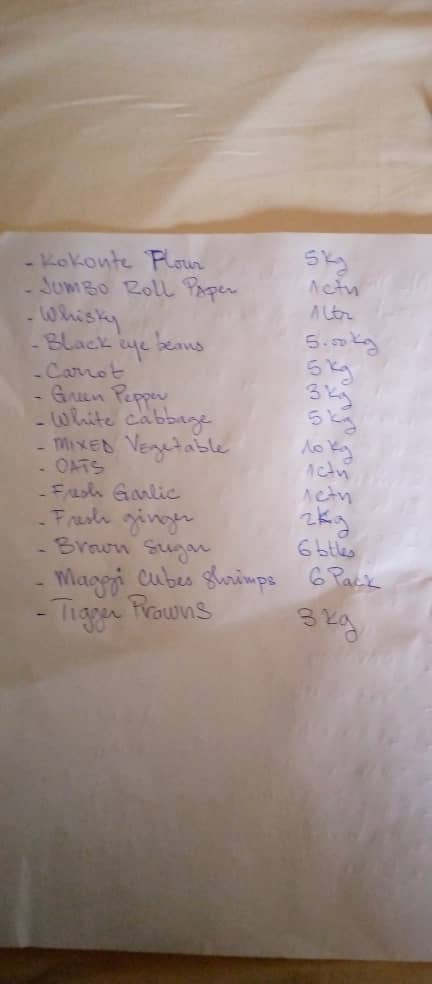 - Kokonte Flour 5kg
- Jumbo Roll Paper 1ctn
- Whisky 1ltr
- Black eye beans 5.00kg
- Carrot 5kg
- Green Pepper 3kg
- White cabbage 5kg
- MIXED Vegetable 10kg
- OATS 1ctn
- Fresh Garlic 1ctn
- Fresh ginger 2kg
- Brown Sugar 6btles
- Maggi cubes shrimps 6 Pack
- Tigger Prawns 3kg